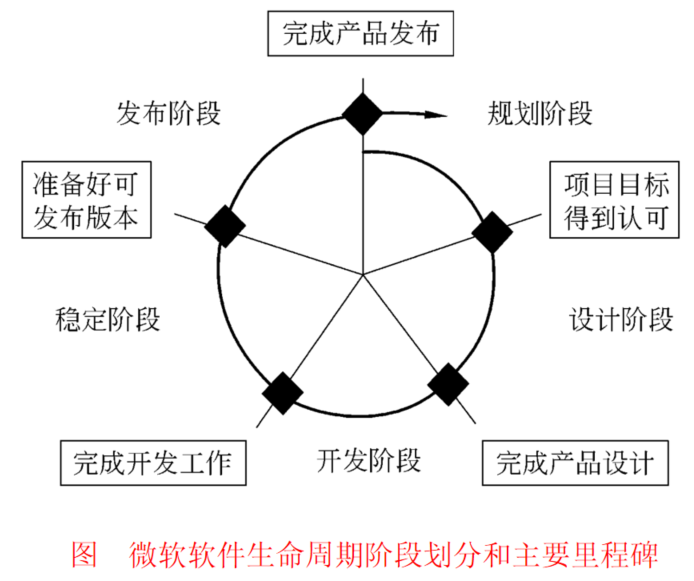 完成产品发布
发布阶段
规划阶段
准备好可
发布版本
项目目标
得到认可
稳定阶段
设计阶段
完成开发工作
开发阶段
完成产品设计
图 微软软件生命周期阶段划分和主要里程碑